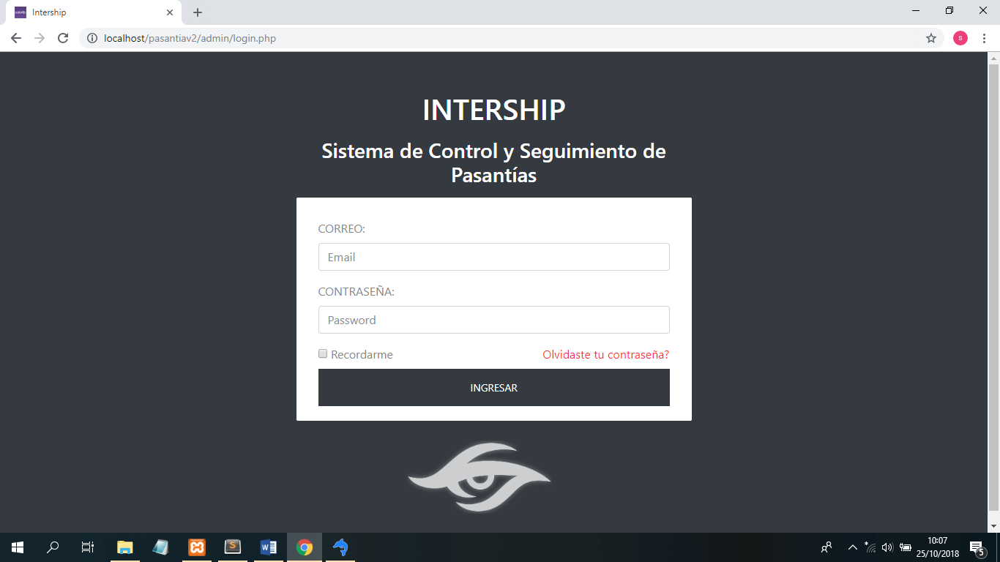 Intership
localhost/pasantiav2/admin/login.php
s
INTERSHIP
Sistema de Control y Seguimiento de
Pasantías
CORREO:
Email
CONTRASEÑA:
Password
Recordarme Olvidaste tu contraseña?
INGRESAR
10:07
25/10/2018
5